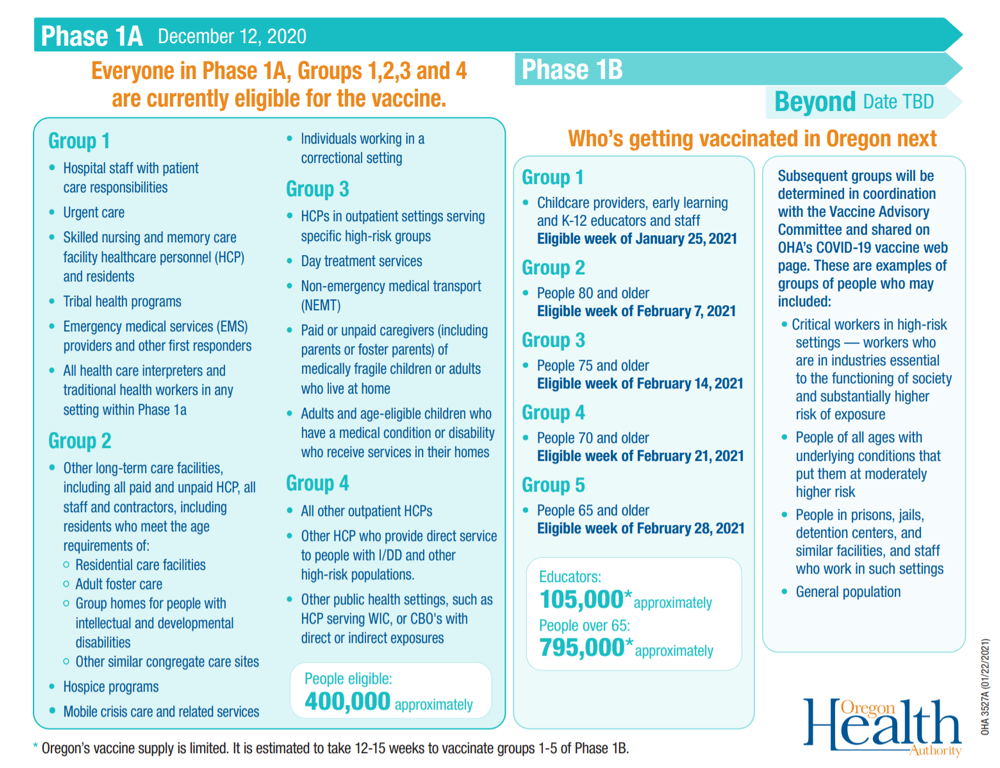 Phase 1A December 12, 2020
Everyone in Phase 1A, Groups 1,2,3 and 4
are currently eligible for the vaccine.
Group 1
• Hospital staff with patient
care responsibilities
• Urgent care
• Skilled nursing and memory care
facility healthcare personnel (HCP)
and residents
• Tribal health programs
• Emergency medical services (EMS)
providers and other first responders
• All health care interpreters and
traditional health workers in any
setting within Phase 1a
Group 2
• Other long-term care facilities,
including all paid and unpaid HCP, all
staff and contractors, including
residents who meet the age
requirements of:
○ Residential care facilities
○ Adult foster care
○ Group homes for people with
intellectual and developmental
disabilities
○ Other similar congregate care sites
• Hospice programs
• Mobile crisis care and related services
• Individuals working in a
correctional setting
Group 3
• HCPs in outpatient settings serving
specific high-risk groups
• Day treatment services
• Non-emergency medical transport
(NEMT)
• Paid or unpaid caregivers (including
parents or foster parents) of
medically fragile children or adults
who live at home
• Adults and age-eligible children who
have a medical condition or disability
who receive services in their homes
Group 4
• All other outpatient HCPs
• Other HCP who provide direct service
to people with I/DD and other
high-risk populations.
• Other public health settings, such as
HCP serving WIC, or CBO's with
direct or indirect exposures
People eligible:
400,000 approximately
Phase 1B
Beyond Date TBD
Who's getting vaccinated in Oregon next
Group 1
• Childcare providers, early learning
and K-12 educators and staff
Eligible week of January 25, 2021
Group 2
• People 80 and older
Eligible week of February 7, 2021
Group 3
• People 75 and older
Eligible week of February 14, 2021
Group 4
• People 70 and older
Eligible week of February 21, 2021
Group 5
• People 65 and older
Eligible week of February 28, 2021
Educators:
105,000* approximately
People over 65:
795,000* approximately
Subsequent groups will be
determined in coordination
with the Vaccine Advisory
Committee and shared on
OHA's COVID-19 vaccine web
page. These are examples of
groups of people who may
included:
• Critical workers in high-risk
settings — workers who
are in industries essential
to the functioning of society
and substantially higher
risk of exposure
• People of all ages with
underlying conditions that
put them at moderately
higher risk
• People in prisons, jails,
detention centers, and
similar facilities, and staff
who work in such settings
• General population
* Oregon's vaccine supply is limited. It is estimated to take 12-15 weeks to vaccinate groups 1-5 of Phase 1B.
Oregon
Health
Authority
OHA 3527A (01/22/2021)